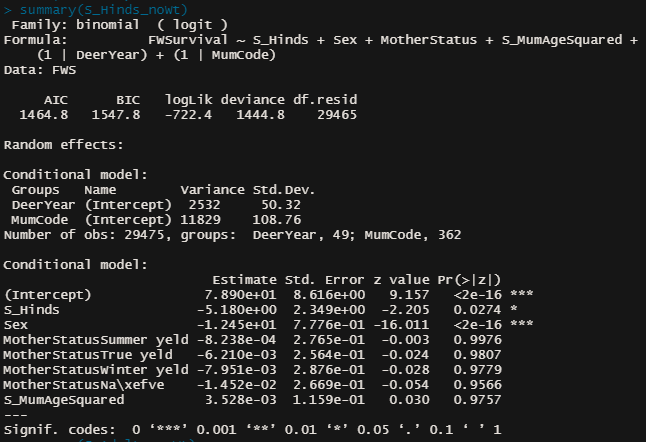 > summary(S_Hinds_nowt)
 Family: binomial  ( logit )
Formula:          FWSurvival ~ S_Hinds + Sex + MotherStatus + S_MumAgeSquared +
    (1 | DeerYear) + (1 | MumCode)
Data: FWS
     AIC      BIC   logLik deviance df.resid
  1464.8   1547.8   -722.4   1444.8    29465
Random effects:
Conditional model:
 Groups   Name        Variance Std.Dev.
 DeerYear (Intercept)  2532     50.32
 MumCode  (Intercept) 11829    108.76
Number of obs: 29475, groups:  DeerYear, 49; MumCode, 362
Conditional model:
                           Estimate Std. Error z value Pr(>|z|)
(Intercept)               7.890e+01  8.616e+00   9.157   <2e-16 ***
S_Hinds                  -5.180e+00  2.349e+00  -2.205   0.0274 *
Sex                      -1.245e+01  7.776e-01 -16.011   <2e-16 ***
MotherStatusSummer yeld  -8.238e-04  2.765e-01  -0.003   0.9976
MotherStatusTrue yeld    -6.210e-03  2.564e-01  -0.024   0.9807
MotherStatusWinter yeld  -7.951e-03  2.876e-01  -0.028   0.9779
MotherStatusNa\xefve     -1.452e-02  2.669e-01  -0.054   0.9566
S_MumAgeSquared           3.528e-03  1.159e-01   0.030   0.9757
---
Signif. codes:  0 ‘***’ 0.001 ‘**’ 0.01 ‘*’ 0.05 ‘.’ 0.1 ‘ ’ 1